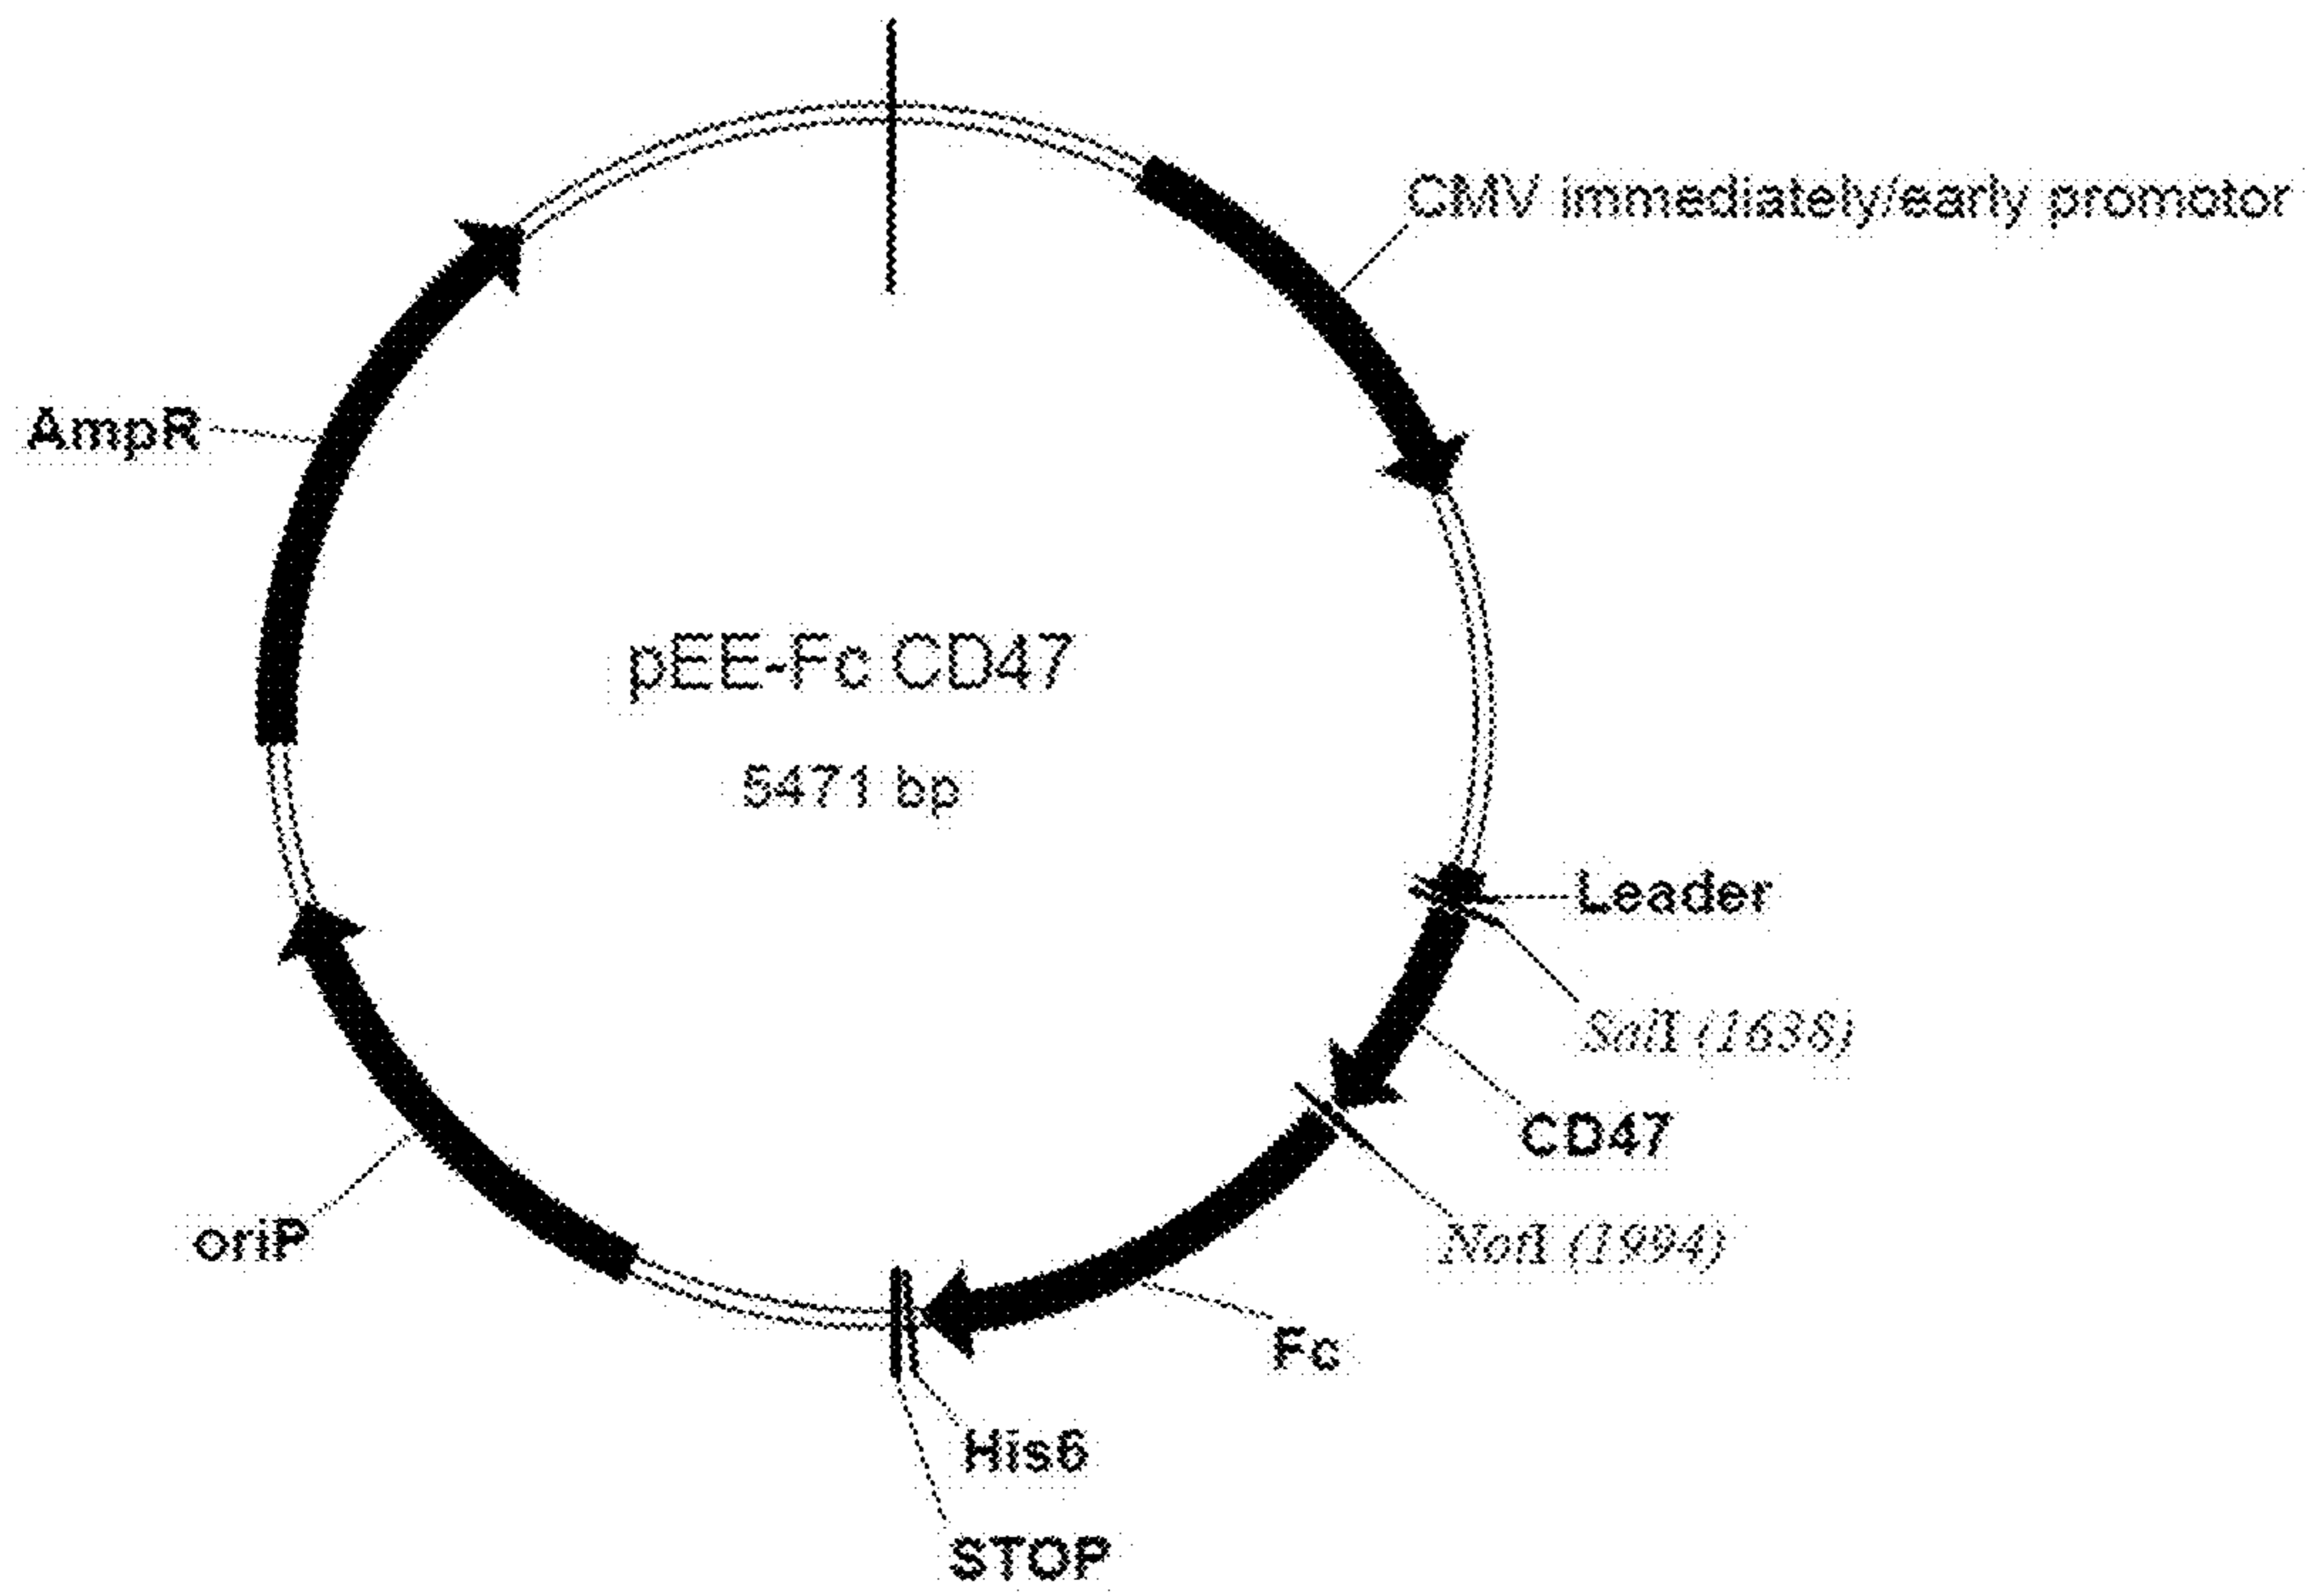 CMV immediately/early promotor
AmpR
pEE-Fc CD47
5471 bp
Leader
SalI (1638)
CD47
NotI (1994)
oriP
Fc
His6
STOP